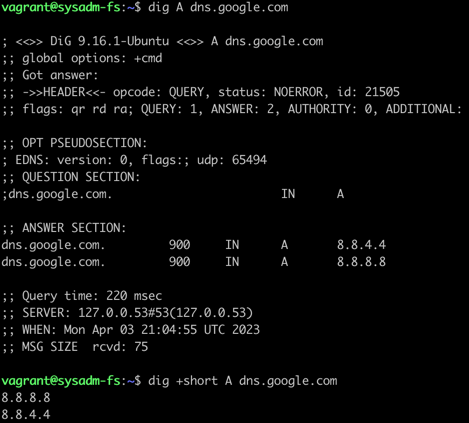 vagrant@sysadm-fs:~$ dig A dns.google.com

; <<>> DiG 9.16.1-Ubuntu <<>> A dns.google.com
;; global options: +cmd
;; Got answer:
;; ->>HEADER<<- opcode: QUERY, status: NOERROR, id: 21505
;; flags: qr rd ra; QUERY: 1, ANSWER: 2, AUTHORITY: 0, ADDITIONAL:

;; OPT PSEUDOSECTION:
; EDNS: version: 0, flags:; udp: 65494
;; QUESTION SECTION:
;dns.google.com. IN A

;; ANSWER SECTION:
dns.google.com. 900 IN A 8.8.4.4
dns.google.com. 900 IN A 8.8.8.8

;; Query time: 220 msec
;; SERVER: 127.0.0.53#53(127.0.0.53)
;; WHEN: Mon Apr 03 21:04:55 UTC 2023
;; MSG SIZE rcvd: 75

vagrant@sysadm-fs:~$ dig +short A dns.google.com
8.8.8.8
8.8.4.4